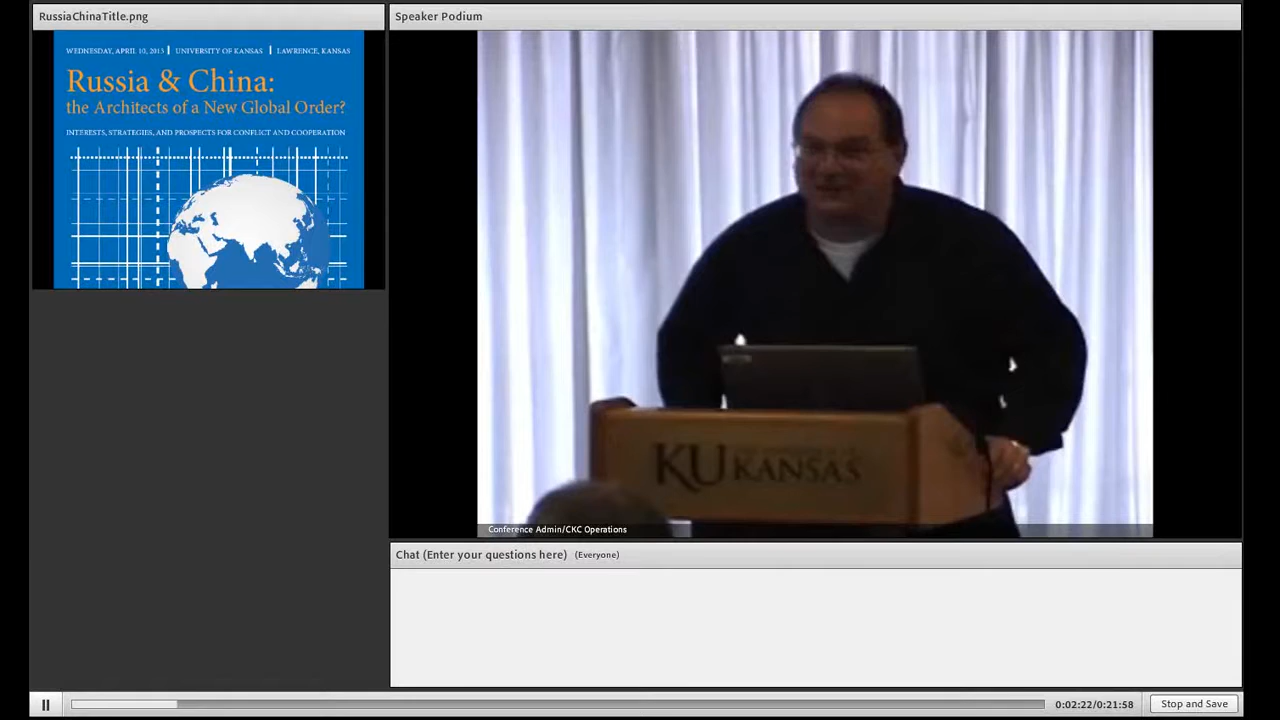 RussiaChinaTitle.png
WEDNESDAY, APRIL 10, 2013 | UNIVERSITY OF KANSAS | LAWRENCE, KANSAS
Russia & China:
the Architects of a New Global Order?
INTERESTS, STRATEGIES, AND PROSPECTS FOR CONFLICT AND COOPERATION
Speaker Podium
KU KANSAS
Conference Admin/CKC Operations
Chat (Enter your questions here) (Everyone)
0:02:22/0:21:58
Stop and Save